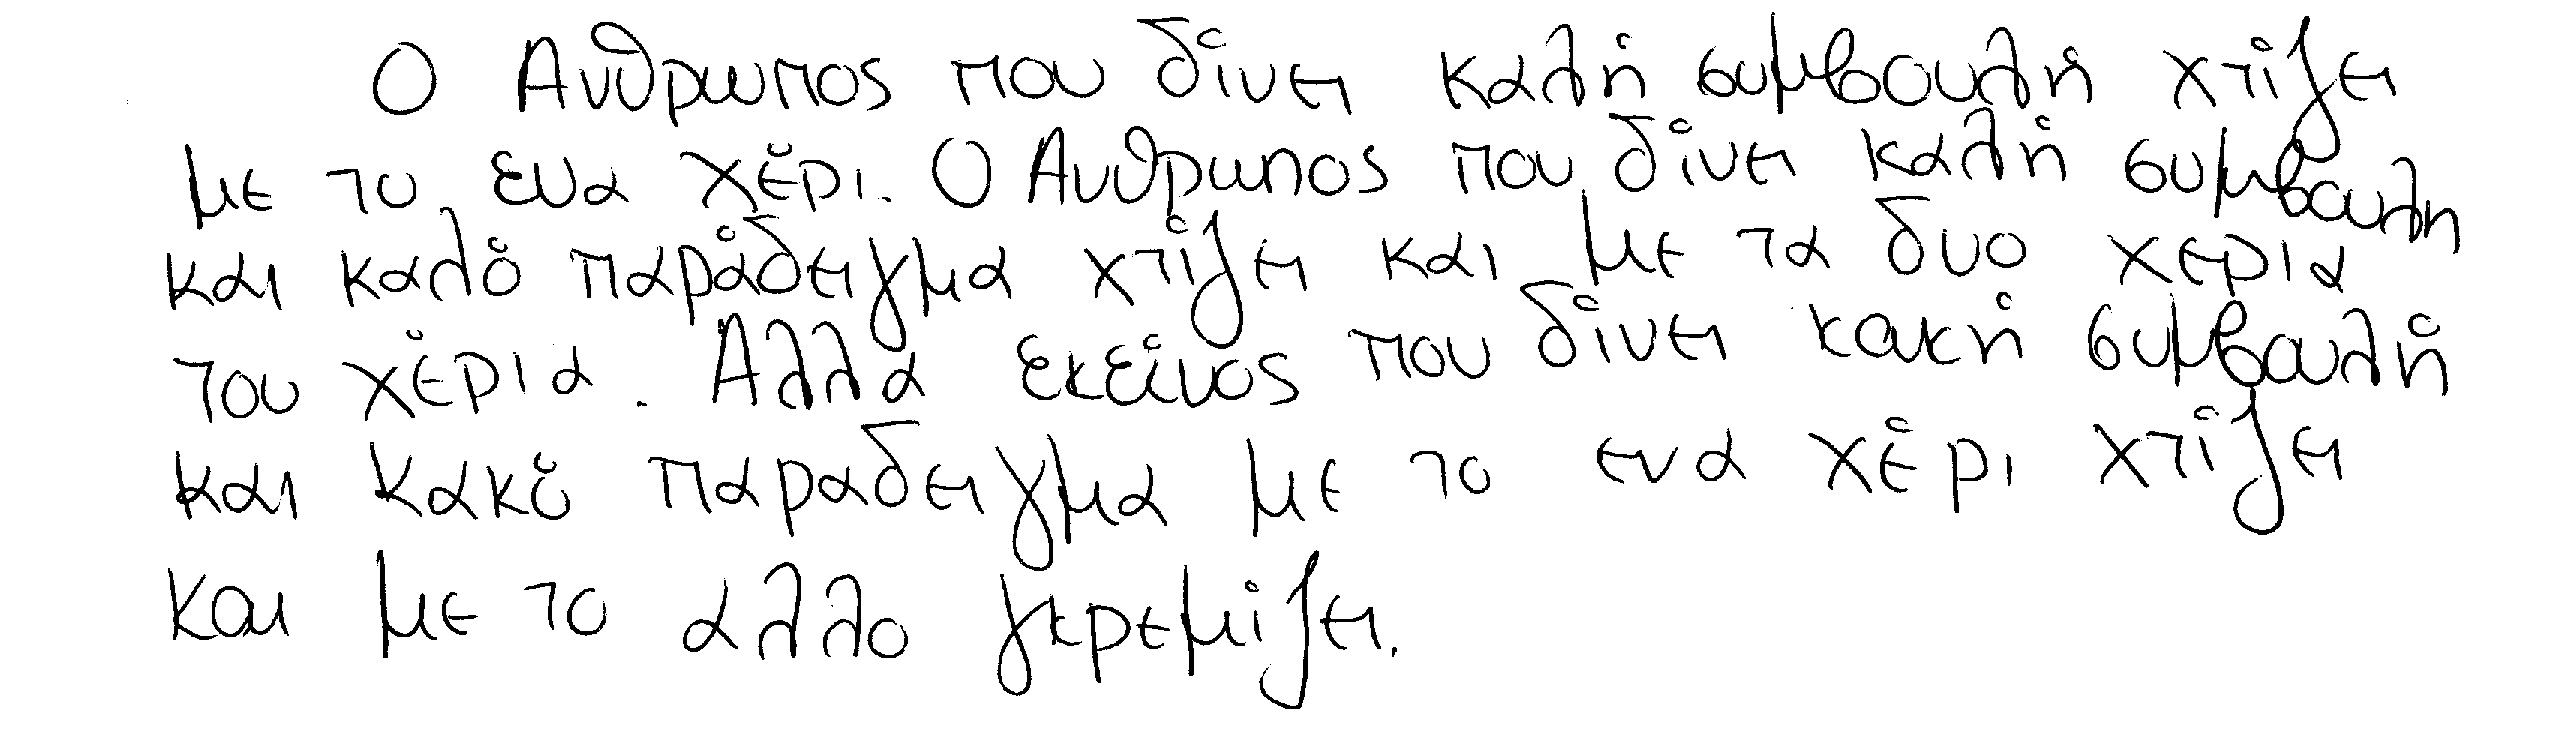 Ο Ανθρωπος που δίνει καλή συμβουλή χτίζει
με το ενα χέρι. Ο Ανθρωπος που δίνει καλή συμβουλη
και καλό παράδειγμα χτίζει και με τα δυο χερια
του χέρια. Αλλα εκείνος που δίνει κακή συμβουλή
και κακό παραδειγμα με το ενα χέρι χτίζει
και με το αλλο γκρεμίζει.